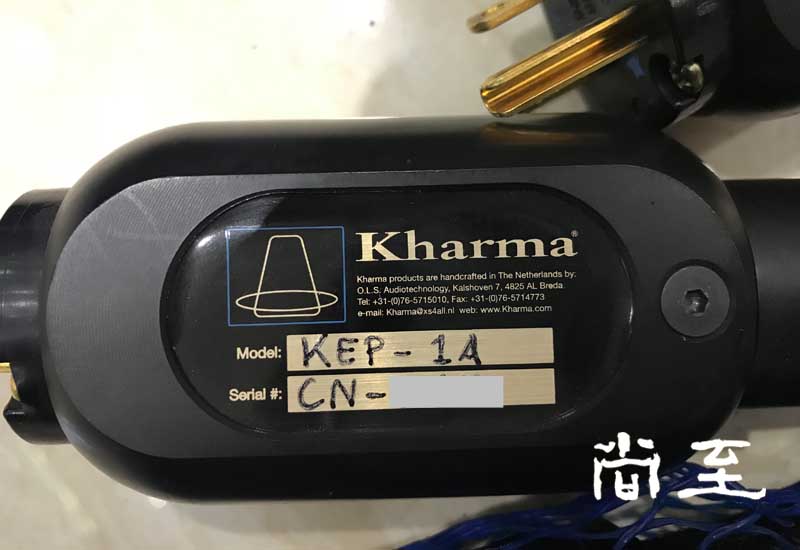 Kharma®
Kharma products are handcrafted in The Netherlands by:
O.L.S. Audiotechnology, Kalshoven 7, 4825 AL Breda
Tel: +31-(0)76-5715010, Fax: +31-(0)76-5714773
e-mail: Kharma@xs4all.nl web: www.Kharma.com
Model: KEP-1A
Serial #: CN-
尚至